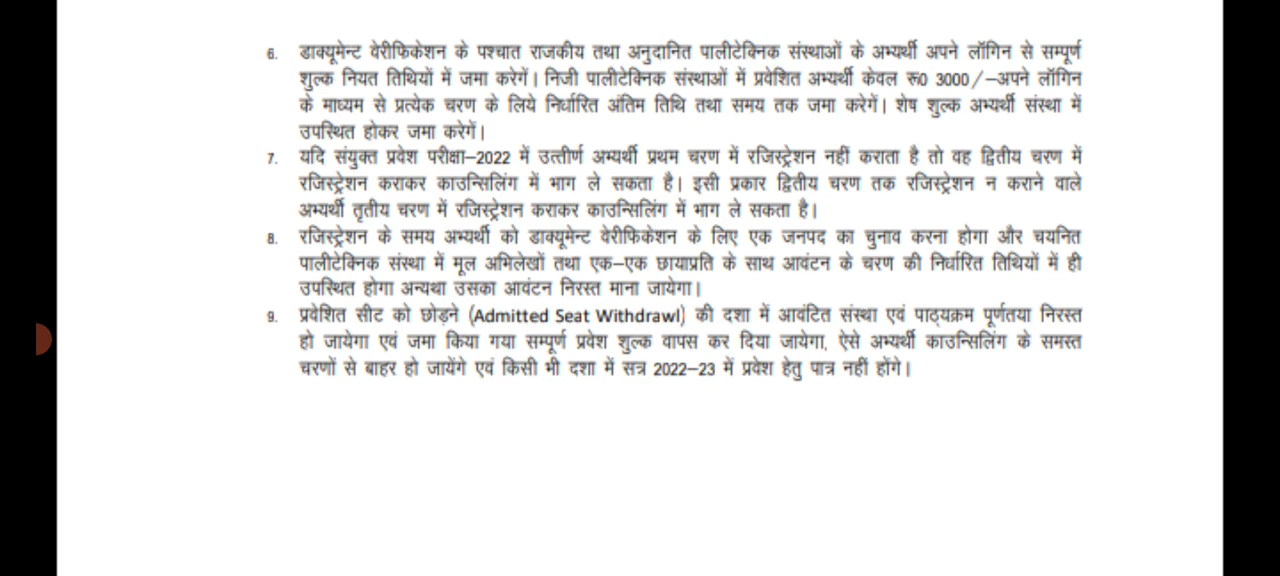 6. डाक्यूमेन्ट वेरीफिकेशन के पश्चात राजकीय तथा अनुदानित पालीटेक्निक संस्थाओं के अभ्यर्थी अपने लॉगिन से सम्पूर्ण
शुल्क नियत तिथियों में जमा करेगें। निजी पालीटेक्निक संस्थाओं में प्रवेशित अभ्यर्थी केवल रू0 3000/–अपने लॉगिन
के माध्यम से प्रत्येक चरण के लिये निर्धारित अंतिम तिथि तथा समय तक जमा करेगें। शेष शुल्क अभ्यर्थी संस्था में
उपस्थित होकर जमा करेगें।
7. यदि संयुक्त प्रवेश परीक्षा–2022 में उत्तीर्ण अभ्यर्थी प्रथम चरण में रजिस्ट्रेशन नहीं कराता है तो वह द्वितीय चरण में
रजिस्ट्रेशन कराकर काउन्सिलिंग में भाग ले सकता है। इसी प्रकार द्वितीय चरण तक रजिस्ट्रेशन न कराने वाले
अभ्यर्थी तृतीय चरण में रजिस्ट्रेशन कराकर काउन्सिलिंग में भाग ले सकता है।
8. रजिस्ट्रेशन के समय अभ्यर्थी को डाक्यूमेन्ट वेरीफिकेशन के लिए एक जनपद का चुनाव करना होगा और चयनित
पालीटेक्निक संस्था में मूल अभिलेखों तथा एक–एक छायाप्रति के साथ आवंटन के चरण की निर्धारित तिथियों में ही
उपस्थित होगा अन्यथा उसका आवंटन निरस्त माना जायेगा।
9. प्रवेशित सीट को छोड़ने (Admitted Seat Withdrawl) की दशा में आवंटित संस्था एवं पाठ्यक्रम पूर्णतया निरस्त
हो जायेगा एवं जमा किया गया सम्पूर्ण प्रवेश शुल्क वापस कर दिया जायेगा, ऐसे अभ्यर्थी काउन्सिलिंग के समस्त
चरणों से बाहर हो जायेंगे एवं किसी भी दशा में सत्र 2022–23 में प्रवेश हेतु पात्र नहीं होंगे।